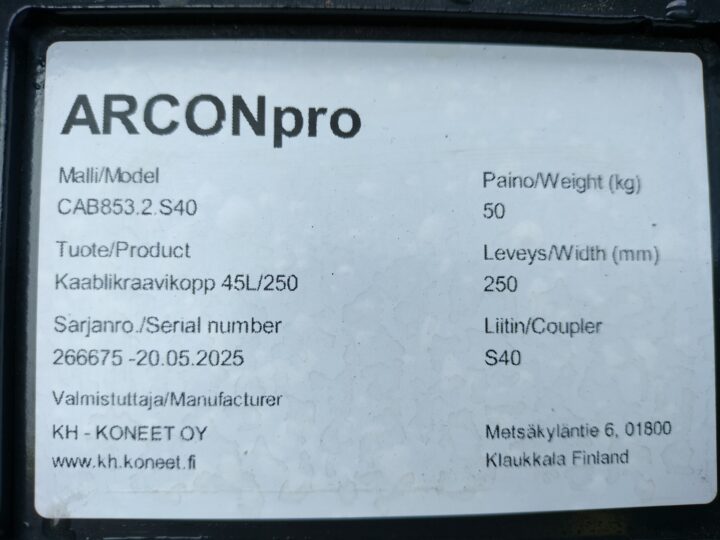 ARCONpro
Malli/Model
CAB853.2.S40
Tuote/Product
Kaablikraavikopp 45L/250
Sarjanro./Serial number
266675 -20.05.2025
Valmistuttaja/Manufacturer
KH - KONEET OY
www.kh.koneet.fi
Paino/Weight (kg)
50
Leveys/Width (mm)
250
Liitin/Coupler
S40
Metsäkyläntie 6, 01800
Klaukkala Finland